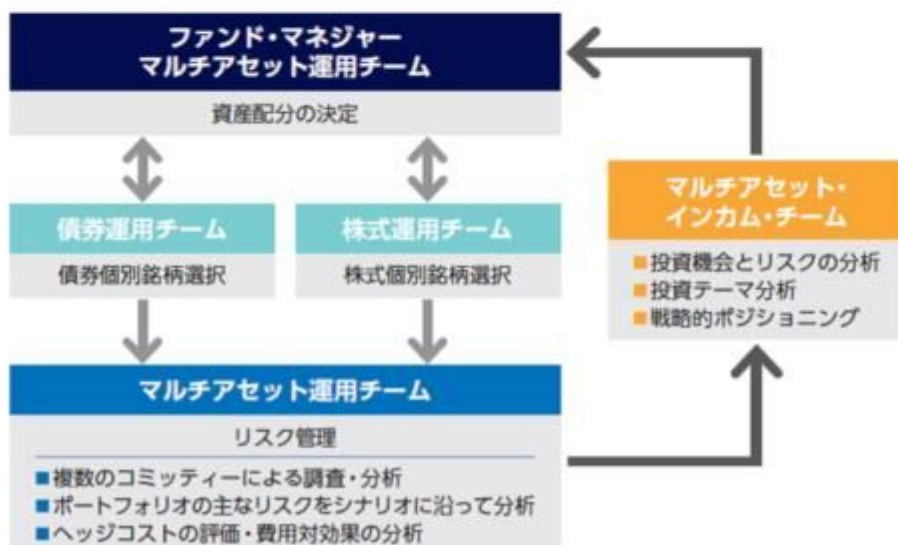 ファンド・マネジャー
マルチアセット運用チーム
資産配分の決定
債券運用チーム
債券個別銘柄選択
株式運用チーム
株式個別銘柄選択
マルチアセット・
インカム・チーム
■投資機会とリスクの分析
■投資テーマ分析
■戦略的ポジショニング
マルチアセット運用チーム
リスク管理
■複数のコミッティーによる調査・分析
■ポートフォリオの主なリスクをシナリオに沿って分析
■ヘッジコストの評価・費用対効果の分析